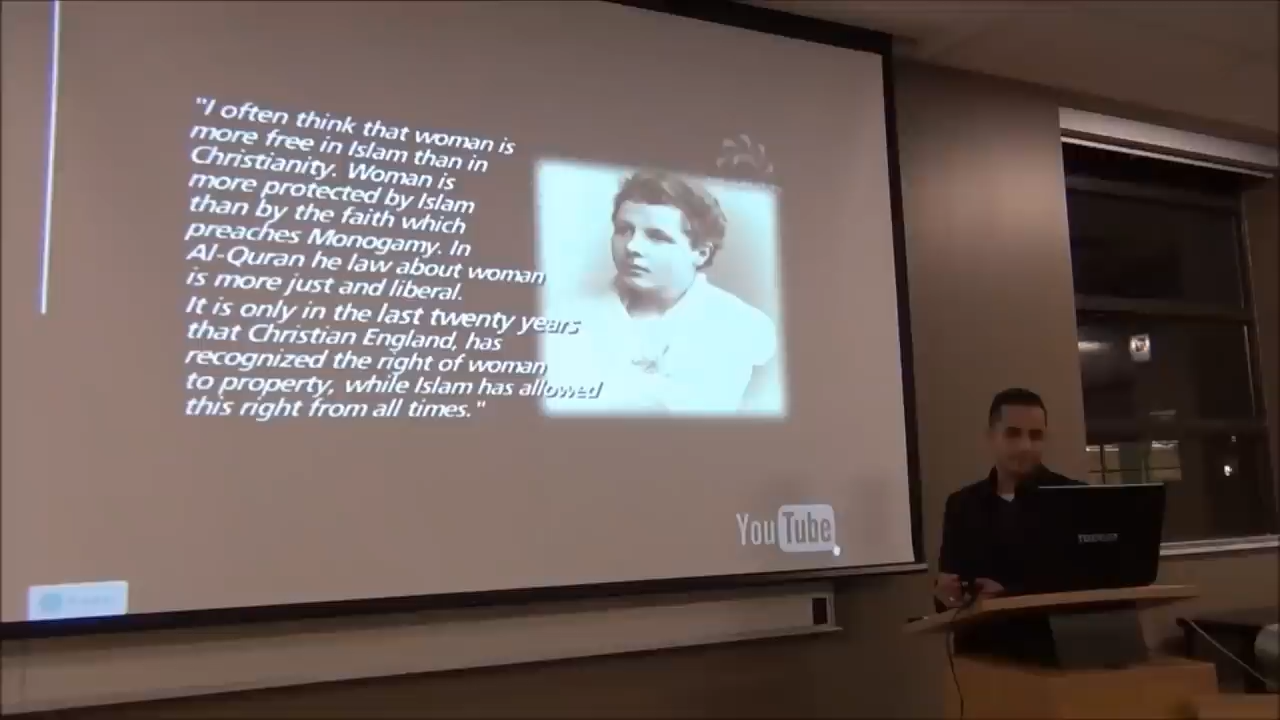 "I often think that woman is
more free in Islam than in
Christianity. Woman is
more protected by Islam
than by the faith which
preaches Monogamy. In
Al-Quran he law about woman
is more just and liberal.
It is only in the last twenty years
that Christian England, has
recognized the right of woman
to property, while Islam has allowed
this right from all times."
YouTube
TOSHIBA